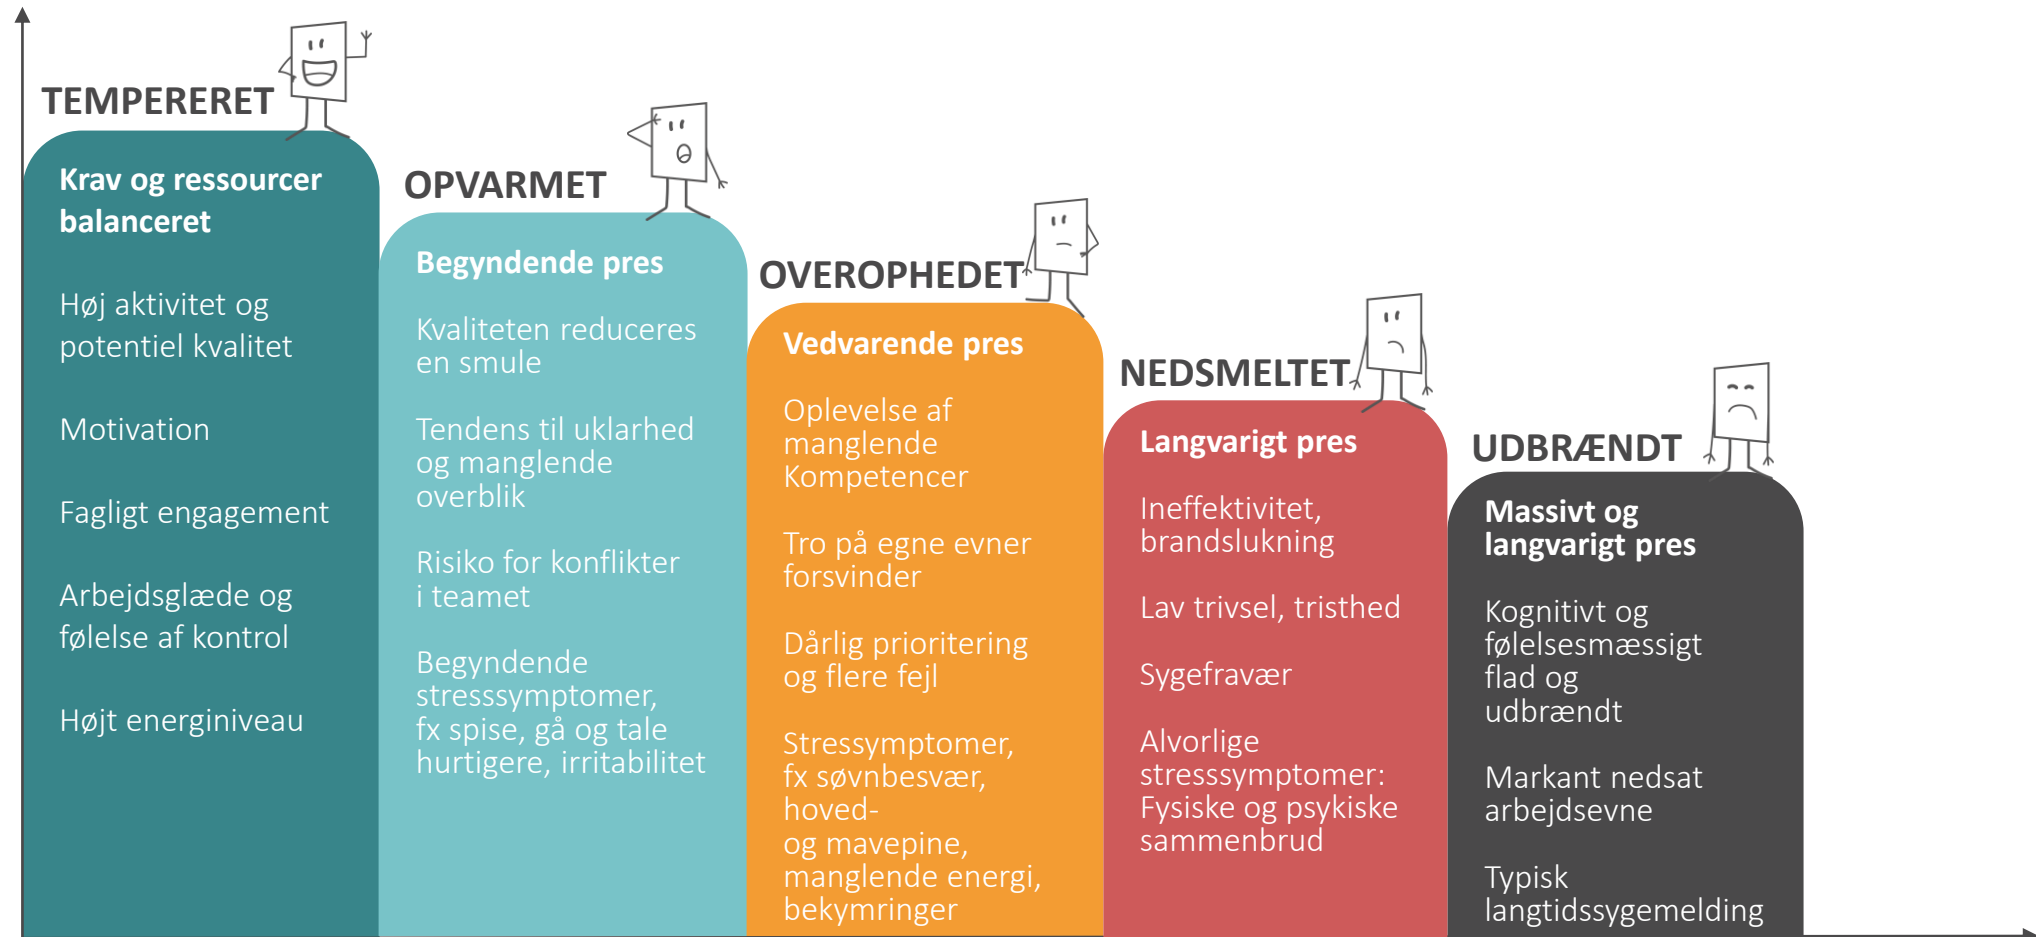 TEMPERERET
Krav og ressourcer
balanceret
Høj aktivitet og
potentiel kvalitet
Motivation
Fagligt engagement
Arbejdsglæde og
følelse af kontrol
Højt energiniveau
OPVARMET
Begyndende pres
Kvaliteten reduceres
en smule
Tendens til uklarhed
og manglende
overblik
Risiko for konflikter
i teamet
Begyndende
stresssymptomer,
fx spise, gå og tale
hurtigere, irritabilitet
OVEROPHEDET
Vedvarende pres
Oplevelse af
manglende
Kompetencer
Tro på egne evner
forsvinder
Dårlig prioritering
og flere fejl
Stressymptomer,
fx søvnbesvær,
hoved-
og mavepine,
manglende energi,
bekymringer
NEDSMELTET
Langvarigt pres
Ineffektivitet,
brandslukning
Lav trivsel, tristhed
Sygefravær
Alvorlige
stresssymptomer:
Fysiske og psykiske
sammenbrud
UDBRÆNDT
Massivt og
langvarigt pres
Kognitivt og
følelsesmæssigt
flad og
udbrændt
Markant nedsat
arbejdsevne
Typisk
langtidssygemelding